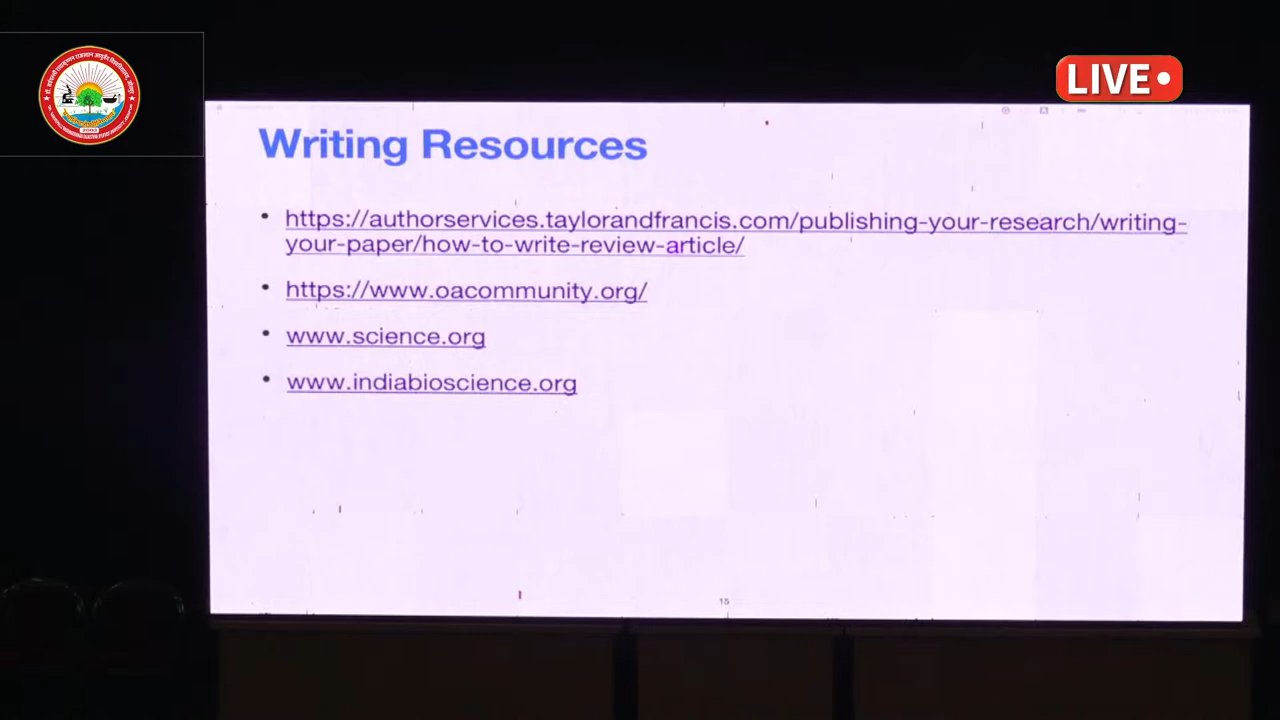 LIVE
Writing Resources
• https://authorservices.taylorandfrancis.com/publishing-your-research/writing-
your-paper/how-to-write-review-article/
• https://www.oacommunity.org/
• www.science.org
• www.indiabioscience.org
15
2003